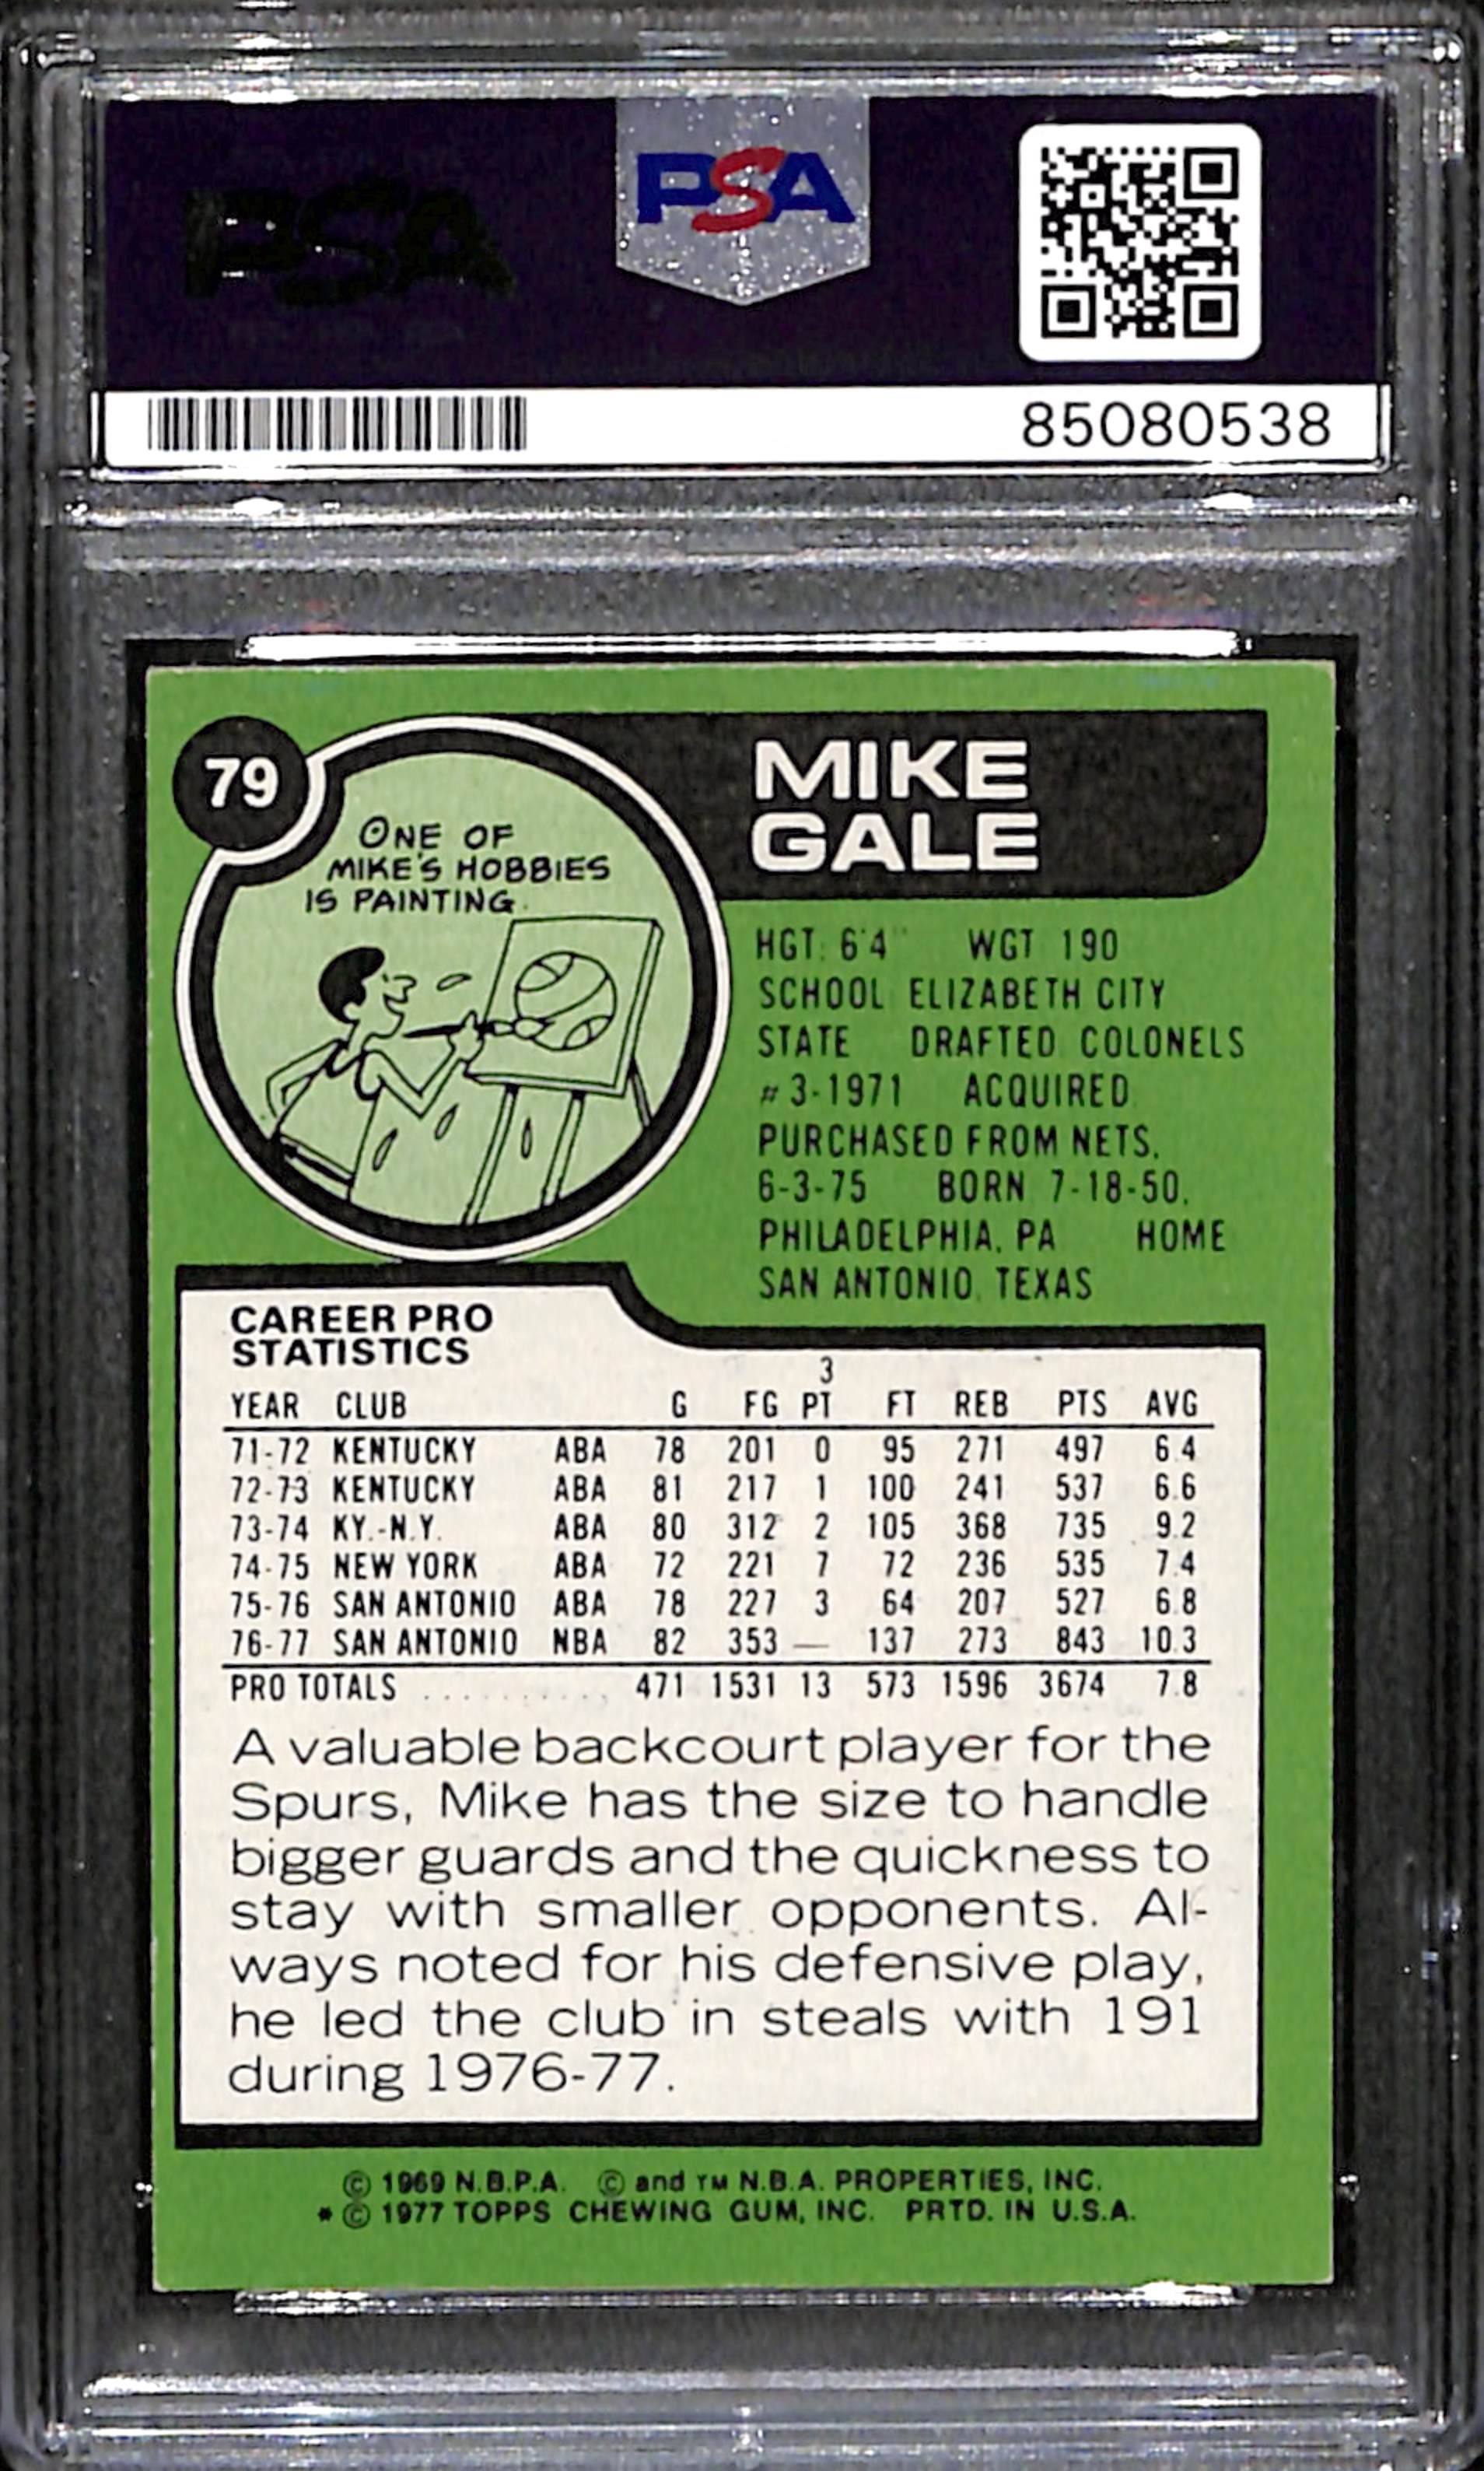 PSA
PSA
85080538
79
MIKE
GALE
ONE OF
MIKE'S HOBBIES
IS PAINTING.
HGT: 6'4" WGT 190
SCHOOL ELIZABETH CITY
STATE DRAFTED COLONELS
#3-1971 ACQUIRED
PURCHASED FROM NETS,
6-3-75 BORN 7-18-50,
PHILADELPHIA, PA HOME
SAN ANTONIO, TEXAS
CAREER PRO
STATISTICS
3
YEAR CLUB G FG PT FT REB PTS AVG
71-72 KENTUCKY ABA 78 201 0 95 271 497 6.4
72-73 KENTUCKY ABA 81 217 1 100 241 537 6.6
73-74 KY.-N.Y. ABA 80 312 2 105 368 735 9.2
74-75 NEW YORK ABA 72 221 7 72 236 535 7.4
75-76 SAN ANTONIO ABA 78 227 3 64 207 527 6.8
76-77 SAN ANTONIO NBA 82 353 — 137 273 843 10.3
PRO TOTALS .......... 471 1531 13 573 1596 3674 7.8
A valuable backcourt player for the
Spurs, Mike has the size to handle
bigger guards and the quickness to
stay with smaller opponents. Al-
ways noted for his defensive play,
he led the club in steals with 191
during 1976-77.
© 1969 N.B.P.A. © and TM N.B.A. PROPERTIES, INC.
* © 1977 TOPPS CHEWING GUM, INC. PRTD. IN U.S.A.